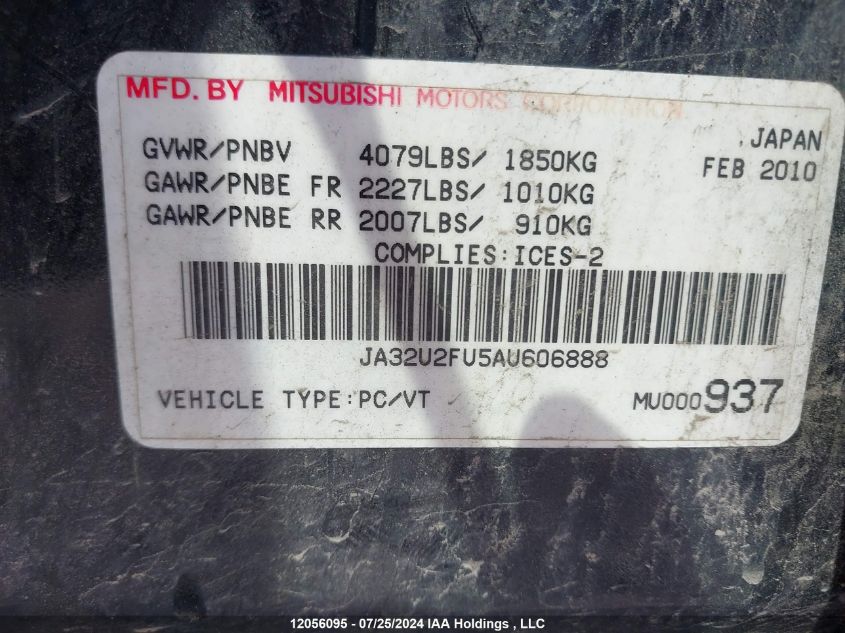 MFD. BY MITSUBISHI MOTORS CORPORATION
JAPAN
GVWR/PNBV 4079LBS/ 1850KG FEB 2010
GAWR/PNBE FR 2227LBS/ 1010KG
GAWR/PNBE RR 2007LBS/ 910KG
COMPLIES:ICES-2
JA32U2FU5AU606888
VEHICLE TYPE:PC/VT MU000937
12056095 - 07/25/2024 IAA Holdings , LLC